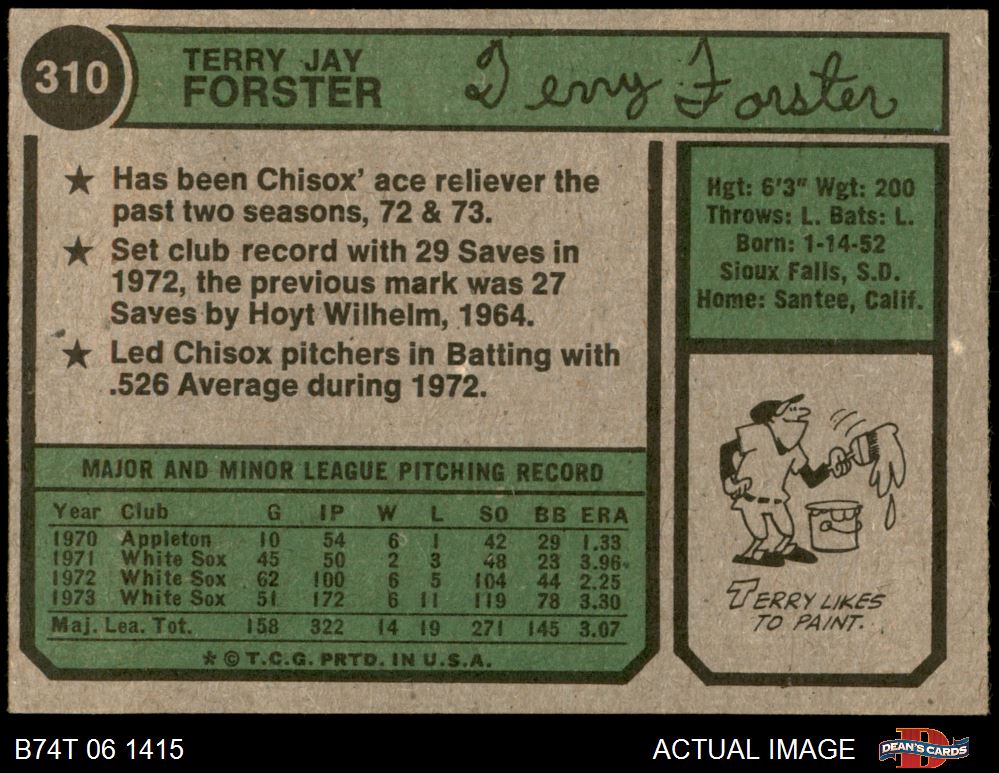 310
TERRY JAY
FORSTER
Terry Forster
★ Has been Chisox' ace reliever the
past two seasons, 72 & 73.
★ Set club record with 29 Saves in
1972, the previous mark was 27
Saves by Hoyt Wilhelm, 1964.
★ Led Chisox pitchers in Batting with
.526 Average during 1972.
Hgt: 6'3" Wgt: 200
Throws: L. Bats: L.
Born: 1-14-52
Sioux Falls, S.D.
Home: Santee, Calif.
MAJOR AND MINOR LEAGUE PITCHING RECORD
Year Club G IP W L SO BB ERA
1970 Appleton 10 54 6 1 42 29 1.33
1971 White Sox 45 50 2 3 48 23 3.96
1972 White Sox 62 100 6 5 104 44 2.25
1973 White Sox 51 172 6 11 119 78 3.30
Maj. Lea. Tot. 158 322 14 19 271 145 3.07
* © T.C.G. PRTD. IN U.S.A.
TERRY LIKES
TO PAINT.
B74T 06 1415
ACTUAL IMAGE
D
DEAN'S CARDS